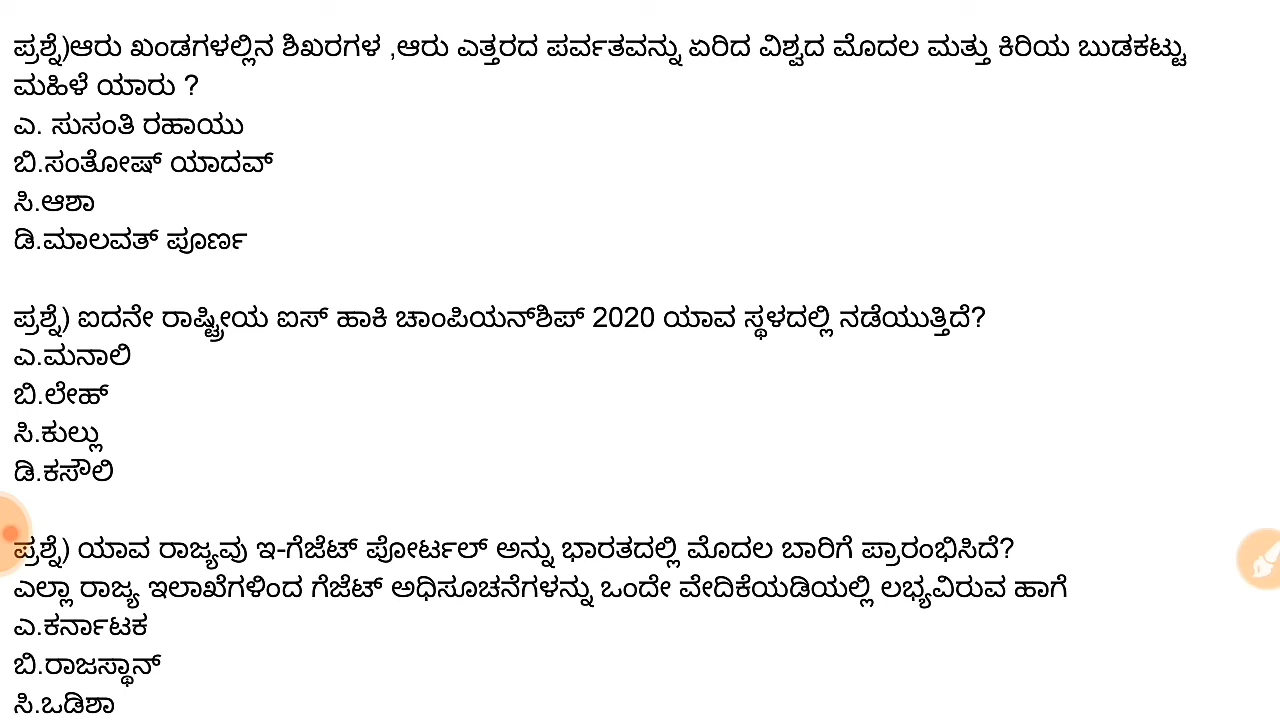 ಪ್ರಶ್ನೆ)ಆರು ಖಂಡಗಳಲ್ಲಿನ ಶಿಖರಗಳ ,ಆರು ಎತ್ತರದ ಪರ್ವತವನ್ನು ಏರಿದ ವಿಶ್ವದ ಮೊದಲ ಮತ್ತು ಕಿರಿಯ ಬುಡಕಟ್ಟು
ಮಹಿಳೆ ಯಾರು ?
ಎ. ಸುಸಂತಿ ರಹಾಯು
ಬಿ.ಸಂತೋಷ್ ಯಾದವ್
ಸಿ.ಆಶಾ
ಡಿ.ಮಾಲವತ್ ಪೂರ್ಣ
ಪ್ರಶ್ನೆ) ಐದನೇ ರಾಷ್ಟ್ರೀಯ ಐಸ್ ಹಾಕಿ ಚಾಂಪಿಯನ್‌ಶಿಪ್ 2020 ಯಾವ ಸ್ಥಳದಲ್ಲಿ ನಡೆಯುತ್ತಿದೆ?
ಎ.ಮನಾಲಿ
ಬಿ.ಲೇಹ್
ಸಿ.ಕುಲ್ಲು
ಡಿ.ಕಸೌಲಿ
ಪ್ರಶ್ನೆ) ಯಾವ ರಾಜ್ಯವು ಇ-ಗೆಜೆಟ್ ಪೋರ್ಟಲ್ ಅನ್ನು ಭಾರತದಲ್ಲಿ ಮೊದಲ ಬಾರಿಗೆ ಪ್ರಾರಂಭಿಸಿದೆ?
ಎಲ್ಲಾ ರಾಜ್ಯ ಇಲಾಖೆಗಳಿಂದ ಗೆಜೆಟ್ ಅಧಿಸೂಚನೆಗಳನ್ನು ಒಂದೇ ವೇದಿಕೆಯಡಿಯಲ್ಲಿ ಲಭ್ಯವಿರುವ ಹಾಗೆ
ಎ.ಕರ್ನಾಟಕ
ಬಿ.ರಾಜಸ್ಥಾನ್
ಸಿ.ಒಡಿಶಾ